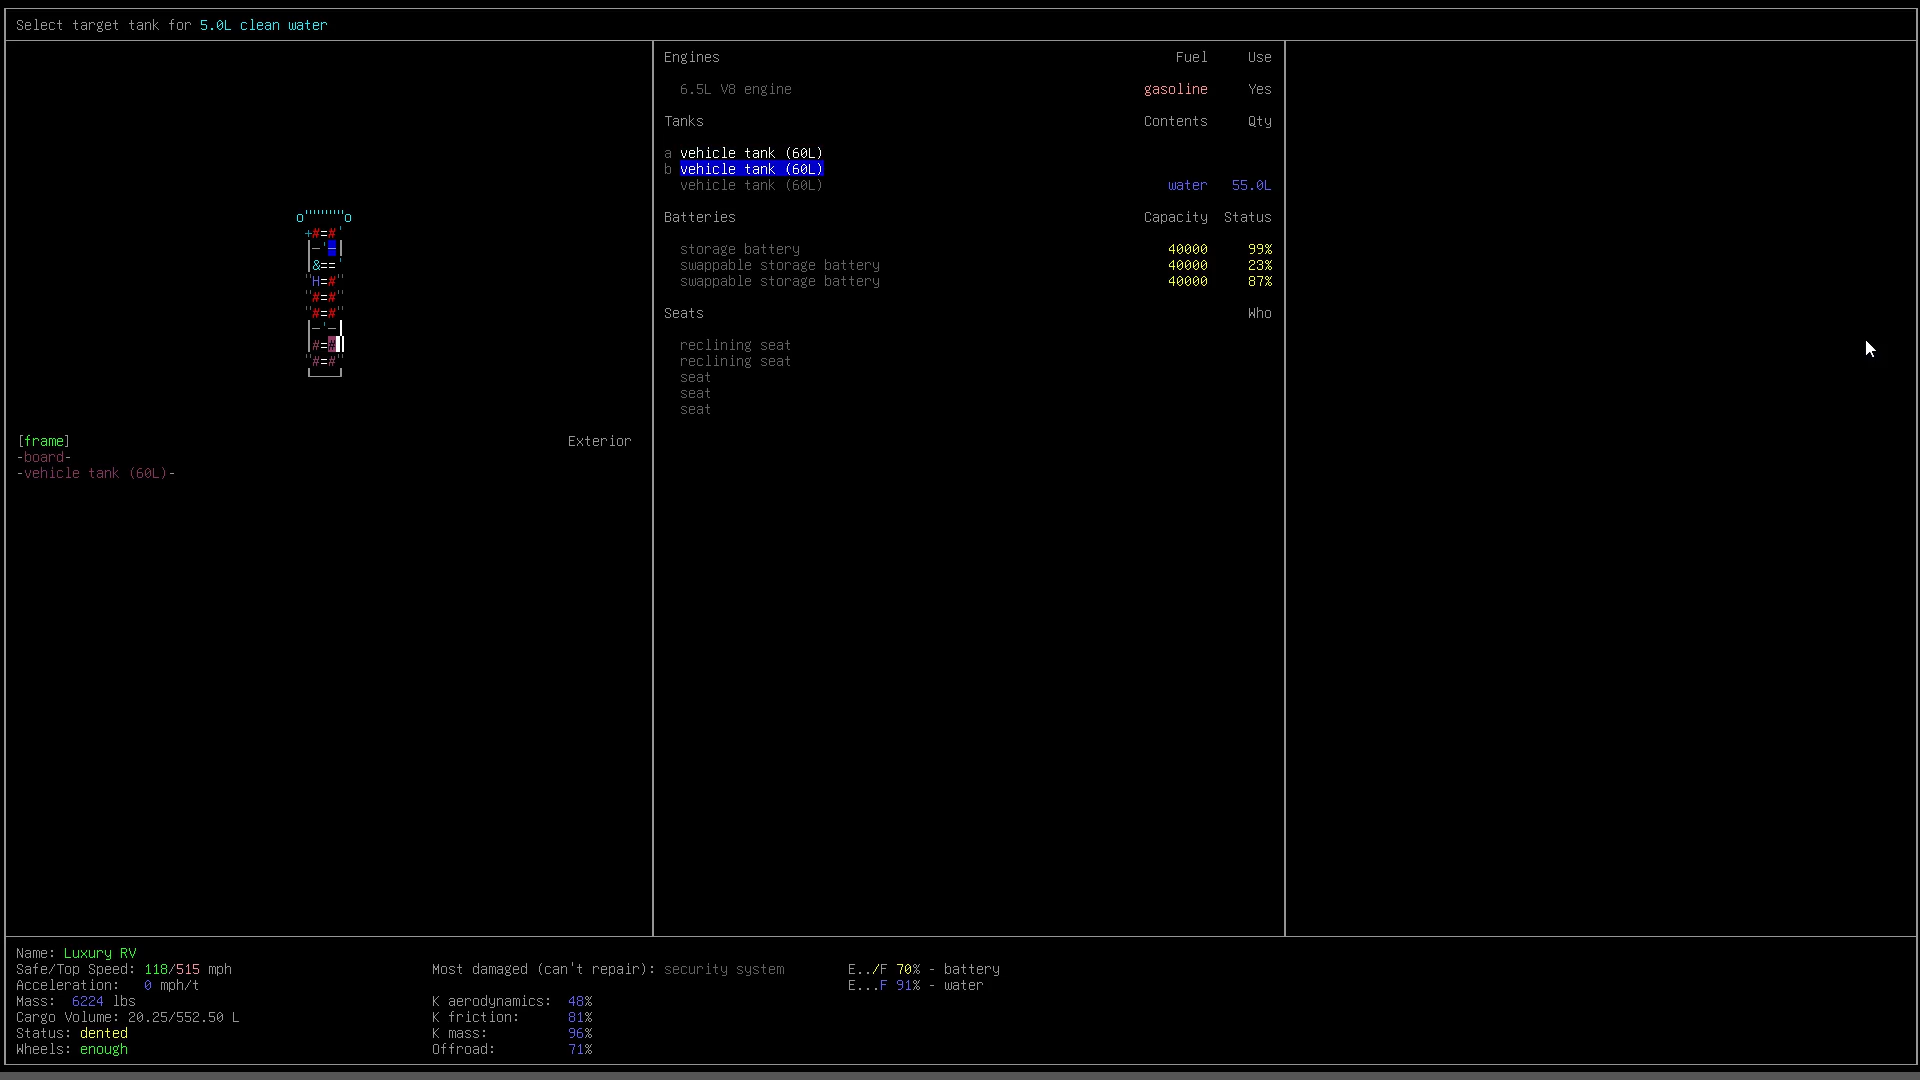 Select target tank for 5.0L clean water
Engines Fuel Use
6.5L V8 engine gasoline Yes
Tanks Contents Qty
a vehicle tank (60L)
b vehicle tank (60L)
vehicle tank (60L) water 55.0L
Batteries Capacity Status
storage battery 40000 99%
swappable storage battery 40000 23%
swappable storage battery 40000 87%
Seats Who
reclining seat
reclining seat
seat
seat
seat
[frame] Exterior
-board-
-vehicle tank (60L)-
Name: Luxury RV
Safe/Top Speed: 118/515 mph
Acceleration: 0 mph/t
Mass: 6224 lbs
Cargo Volume: 20.25/552.50 L
Status: dented
Wheels: enough
Most damaged (can't repair): security system
K aerodynamics: 48%
K friction: 81%
K mass: 96%
Offroad: 71%
E../F 70% - battery
E...F 91% - water